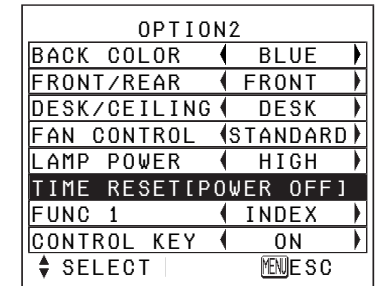 OPTION2
BACK COLOR BLUE
FRONT/REAR FRONT
DESK/CEILING DESK
FAN CONTROL STANDARD
LAMP POWER HIGH
TIME RESET[POWER OFF]
FUNC 1 INDEX
CONTROL KEY ON
SELECT MENU ESC